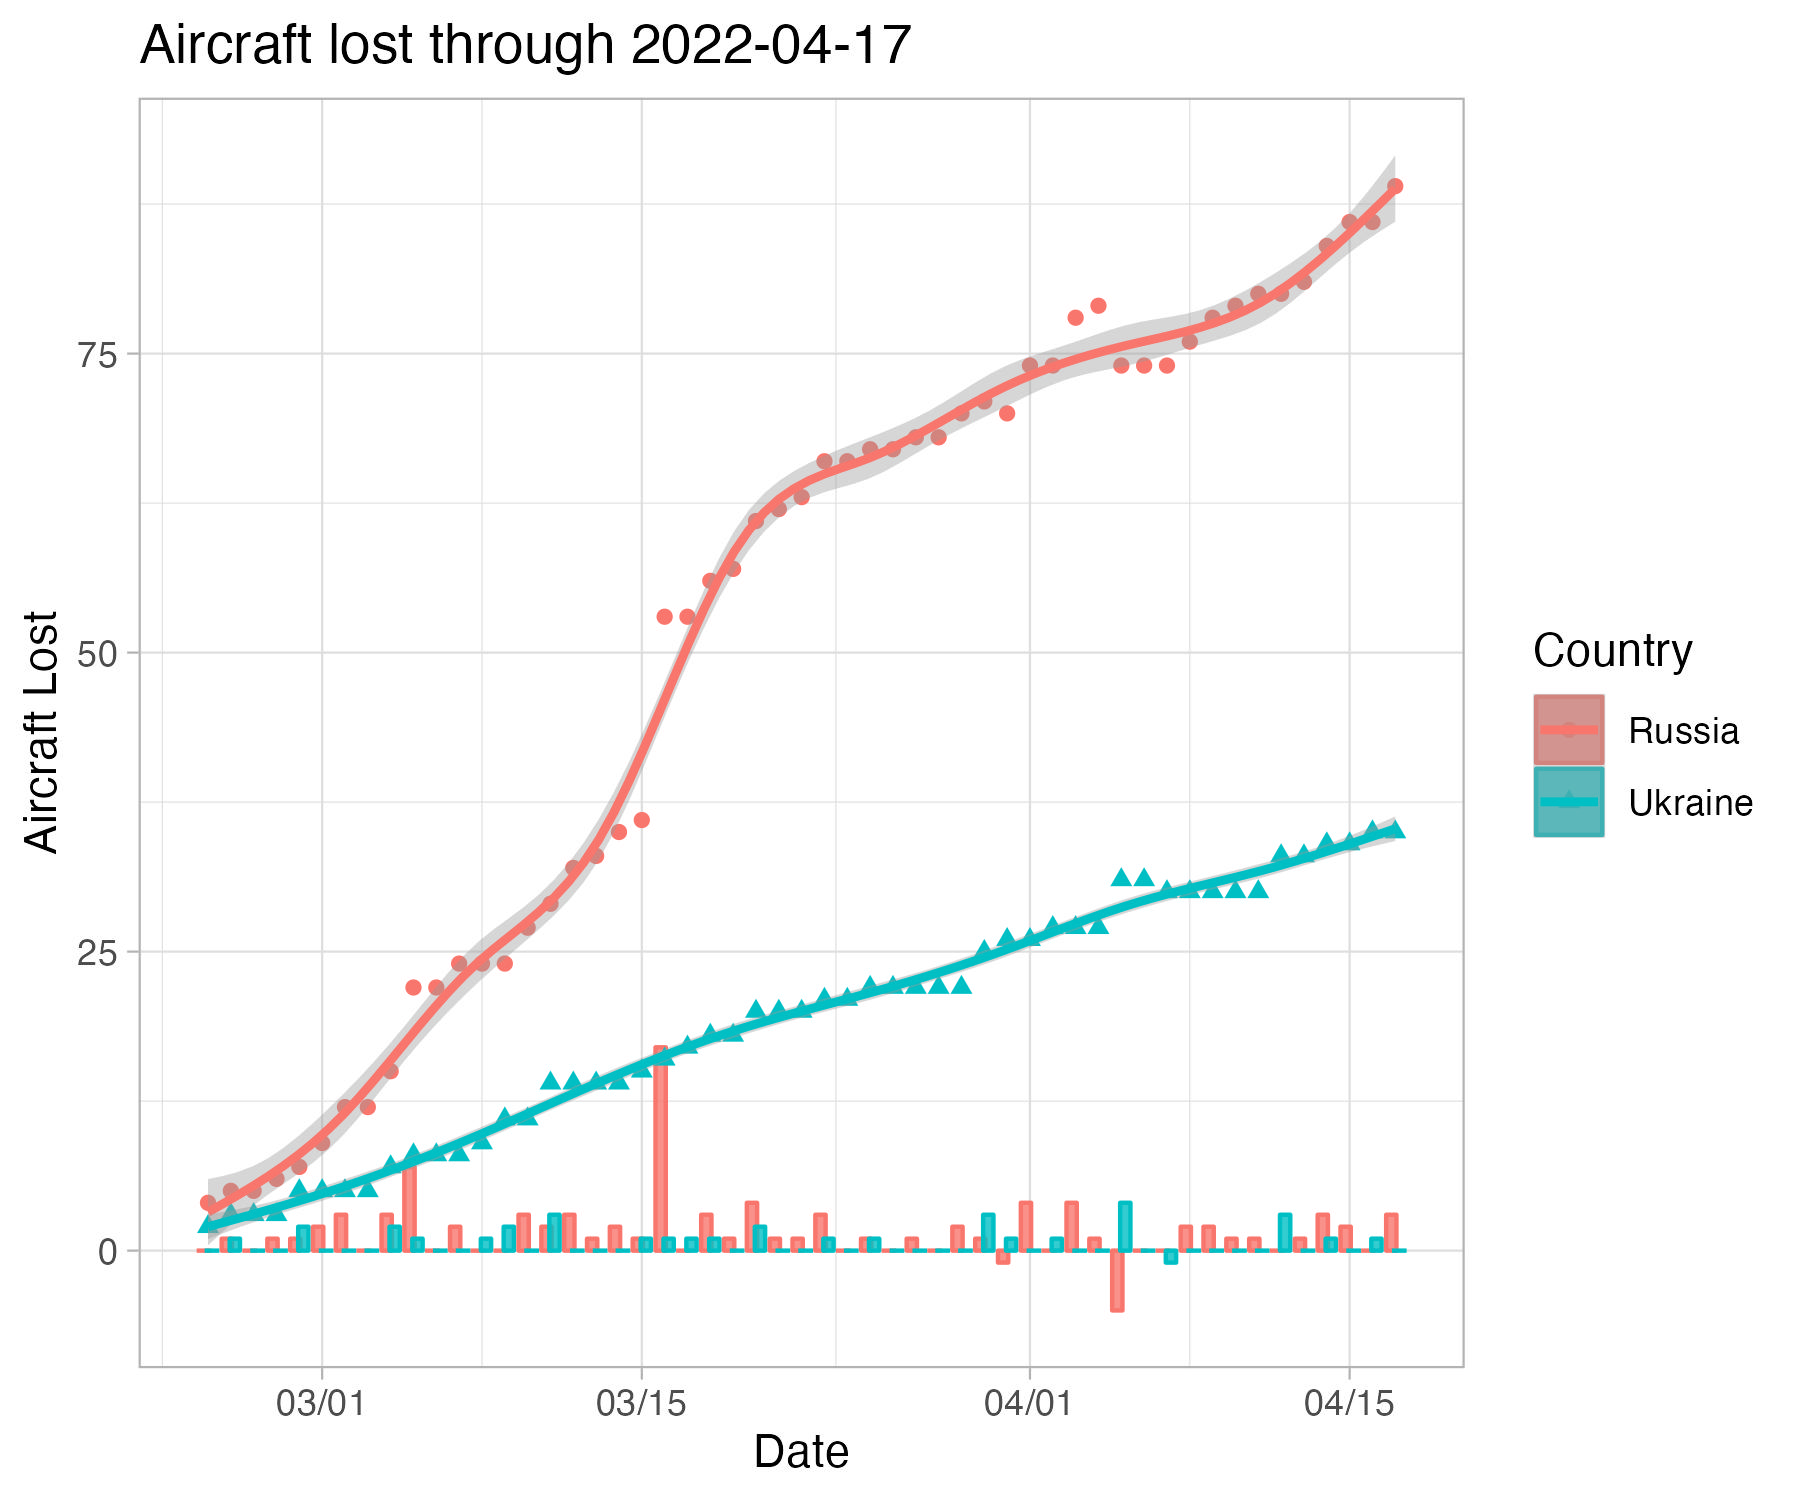 Aircraft lost through 2022-04-17
Aircraft Lost
75
50
25
0
03/01
03/15
04/01
04/15
Date
Country
Russia
Ukraine